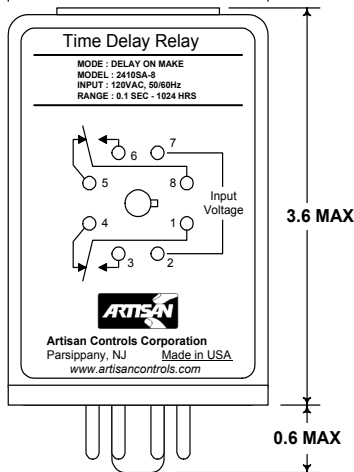 Time Delay Relay
MODE : DELAY ON MAKE
MODEL : 2410SA-8
INPUT : 120VAC, 50/60Hz
RANGE : 0.1 SEC - 1024 HRS
6
7
5
8
Input
Voltage
4
1
3
2
3.6 MAX
ARTISAN
Artisan Controls Corporation
Parsippany, NJ Made in USA
www.artisancontrols.com
0.6 MAX